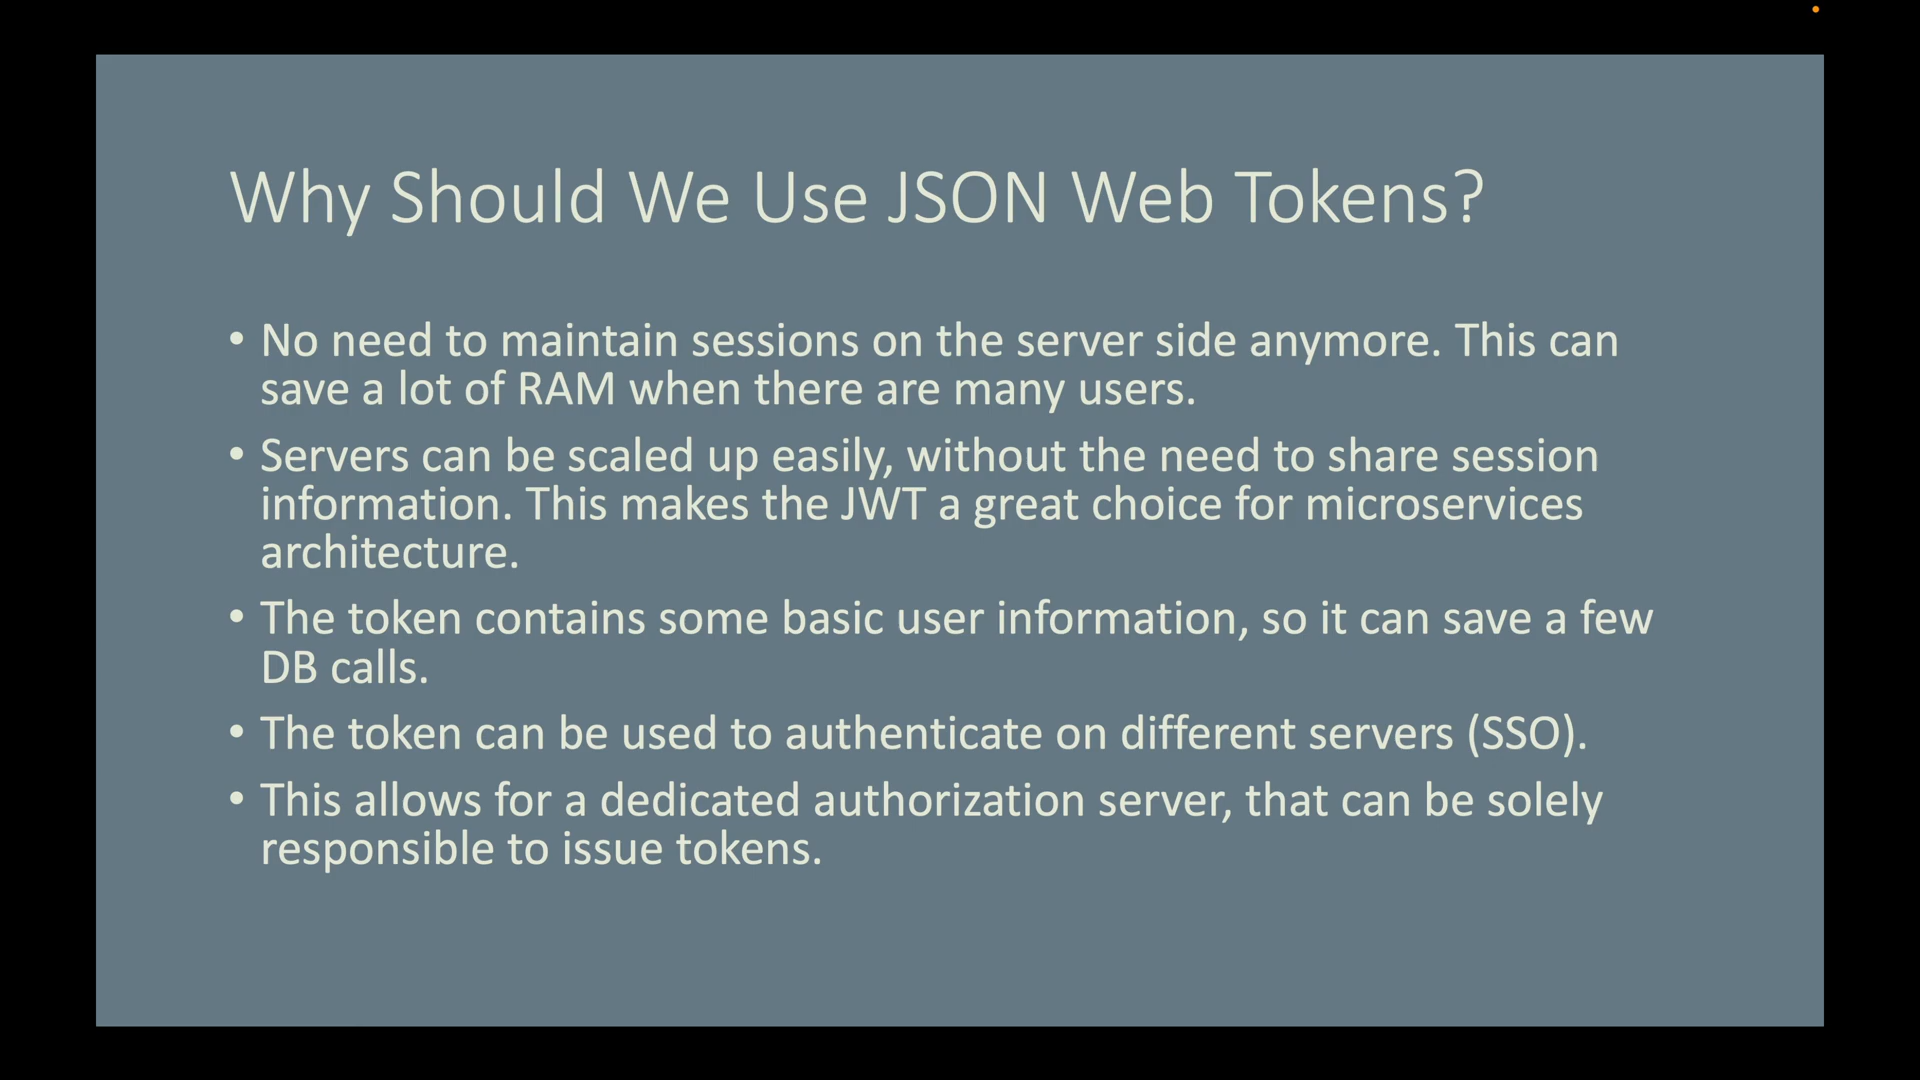 Why Should We Use JSON Web Tokens?
• No need to maintain sessions on the server side anymore. This can
save a lot of RAM when there are many users.
• Servers can be scaled up easily, without the need to share session
information. This makes the JWT a great choice for microservices
architecture.
• The token contains some basic user information, so it can save a few
DB calls.
• The token can be used to authenticate on different servers (SSO).
• This allows for a dedicated authorization server, that can be solely
responsible to issue tokens.